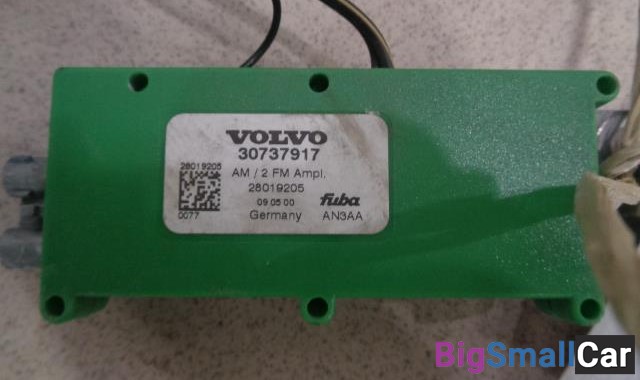 VOLVO
30737917
28019205
AM / 2 FM Ampl.
28019205
09 05 00
fuba
0077
Germany
AN3AA
BigSmallCar